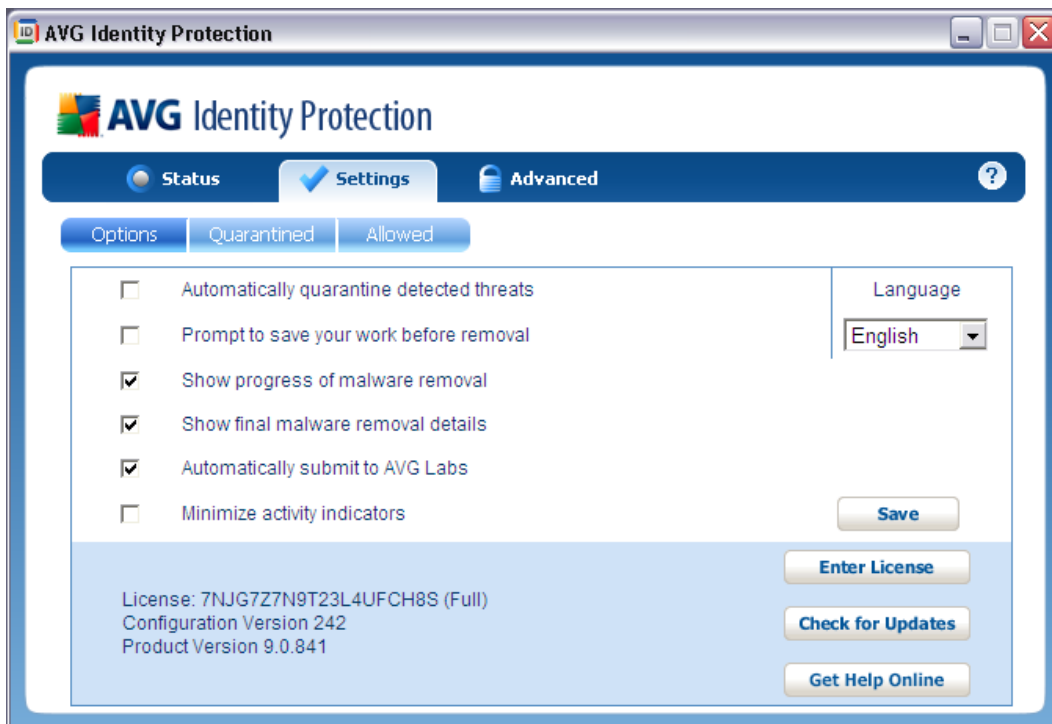 ID AVG Identity Protection
AVG Identity Protection
Status Settings Advanced ?
Options Quarantined Allowed
Automatically quarantine detected threats
Language
Prompt to save your work before removal
English
Show progress of malware removal
Show final malware removal details
Automatically submit to AVG Labs
Minimize activity indicators
Save
Enter License
License: 7NJG7Z7N9T23L4UFCH8S (Full)
Configuration Version 242
Check for Updates
Product Version 9.0.841
Get Help Online